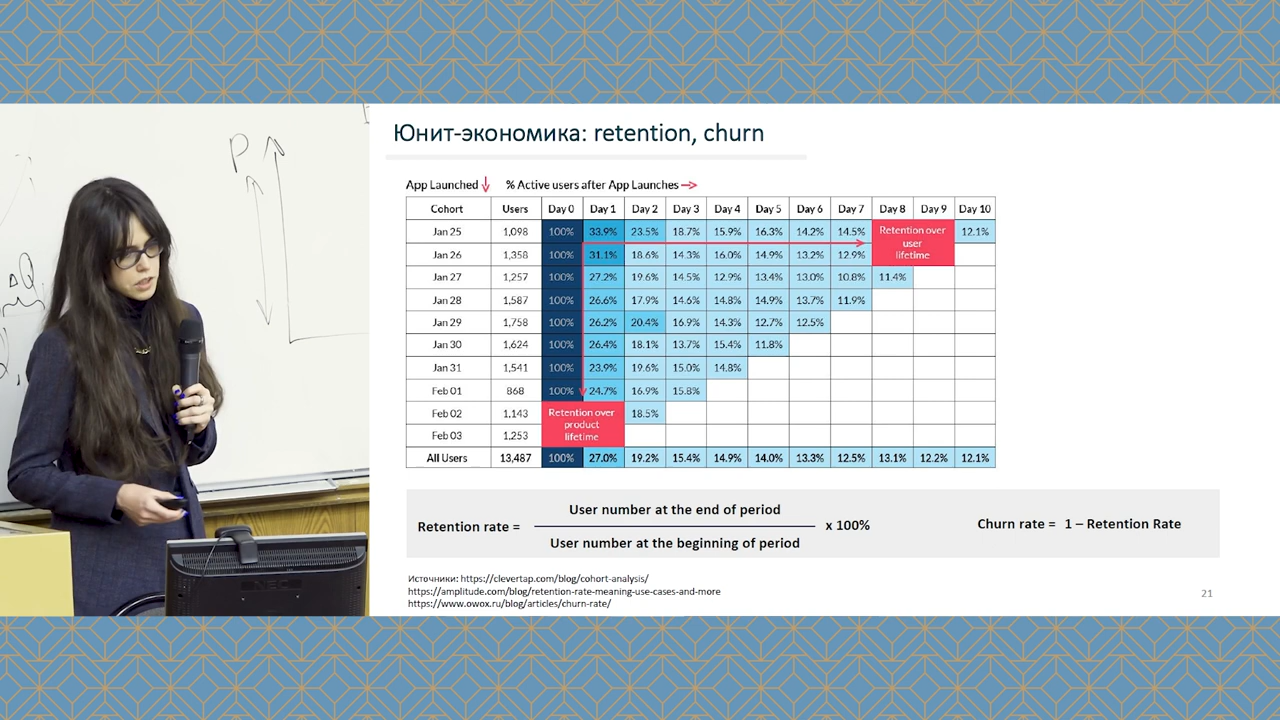 P
ΔQ
Юнит-экономика: retention, churn
App Launched ↓ % Active users after App Launches →
Cohort Users Day 0 Day 1 Day 2 Day 3 Day 4 Day 5 Day 6 Day 7 Day 8 Day 9 Day 10
Jan 25 1,098 100% 33.9% 23.5% 18.7% 15.9% 16.3% 14.2% 14.5% 12.1%
Retention over
user
lifetime
Jan 26 1,358 100% 31.1% 18.6% 14.3% 16.0% 14.9% 13.2% 12.9%
Jan 27 1,257 100% 27.2% 19.6% 14.5% 12.9% 13.4% 13.0% 10.8% 11.4%
Jan 28 1,587 100% 26.6% 17.9% 14.6% 14.8% 14.9% 13.7% 11.9%
Jan 29 1,758 100% 26.2% 20.4% 16.9% 14.3% 12.7% 12.5%
Jan 30 1,624 100% 26.4% 18.1% 13.7% 15.4% 11.8%
Jan 31 1,541 100% 23.9% 19.6% 15.0% 14.8%
Feb 01 868 100% 24.7% 16.9% 15.8%
Feb 02 1,143 18.5%
Retention over
product
lifetime
Feb 03 1,253
All Users 13,487 100% 27.0% 19.2% 15.4% 14.9% 14.0% 13.3% 12.5% 13.1% 12.2% 12.1%
Retention rate = User number at the end of period x 100%
User number at the beginning of period
Churn rate = 1 – Retention Rate
Источники: https://clevertap.com/blog/cohort-analysis/
https://amplitude.com/blog/retention-rate-meaning-use-cases-and-more
https://www.owox.ru/blog/articles/churn-rate/
21